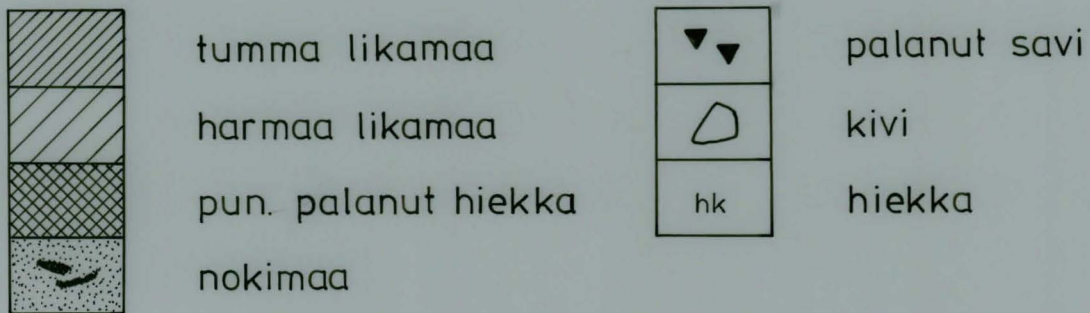 tumma likamaa
harmaa likamaa
pun. palanut hiekka
nokimaa
palanut savi
kivi
hk hiekka